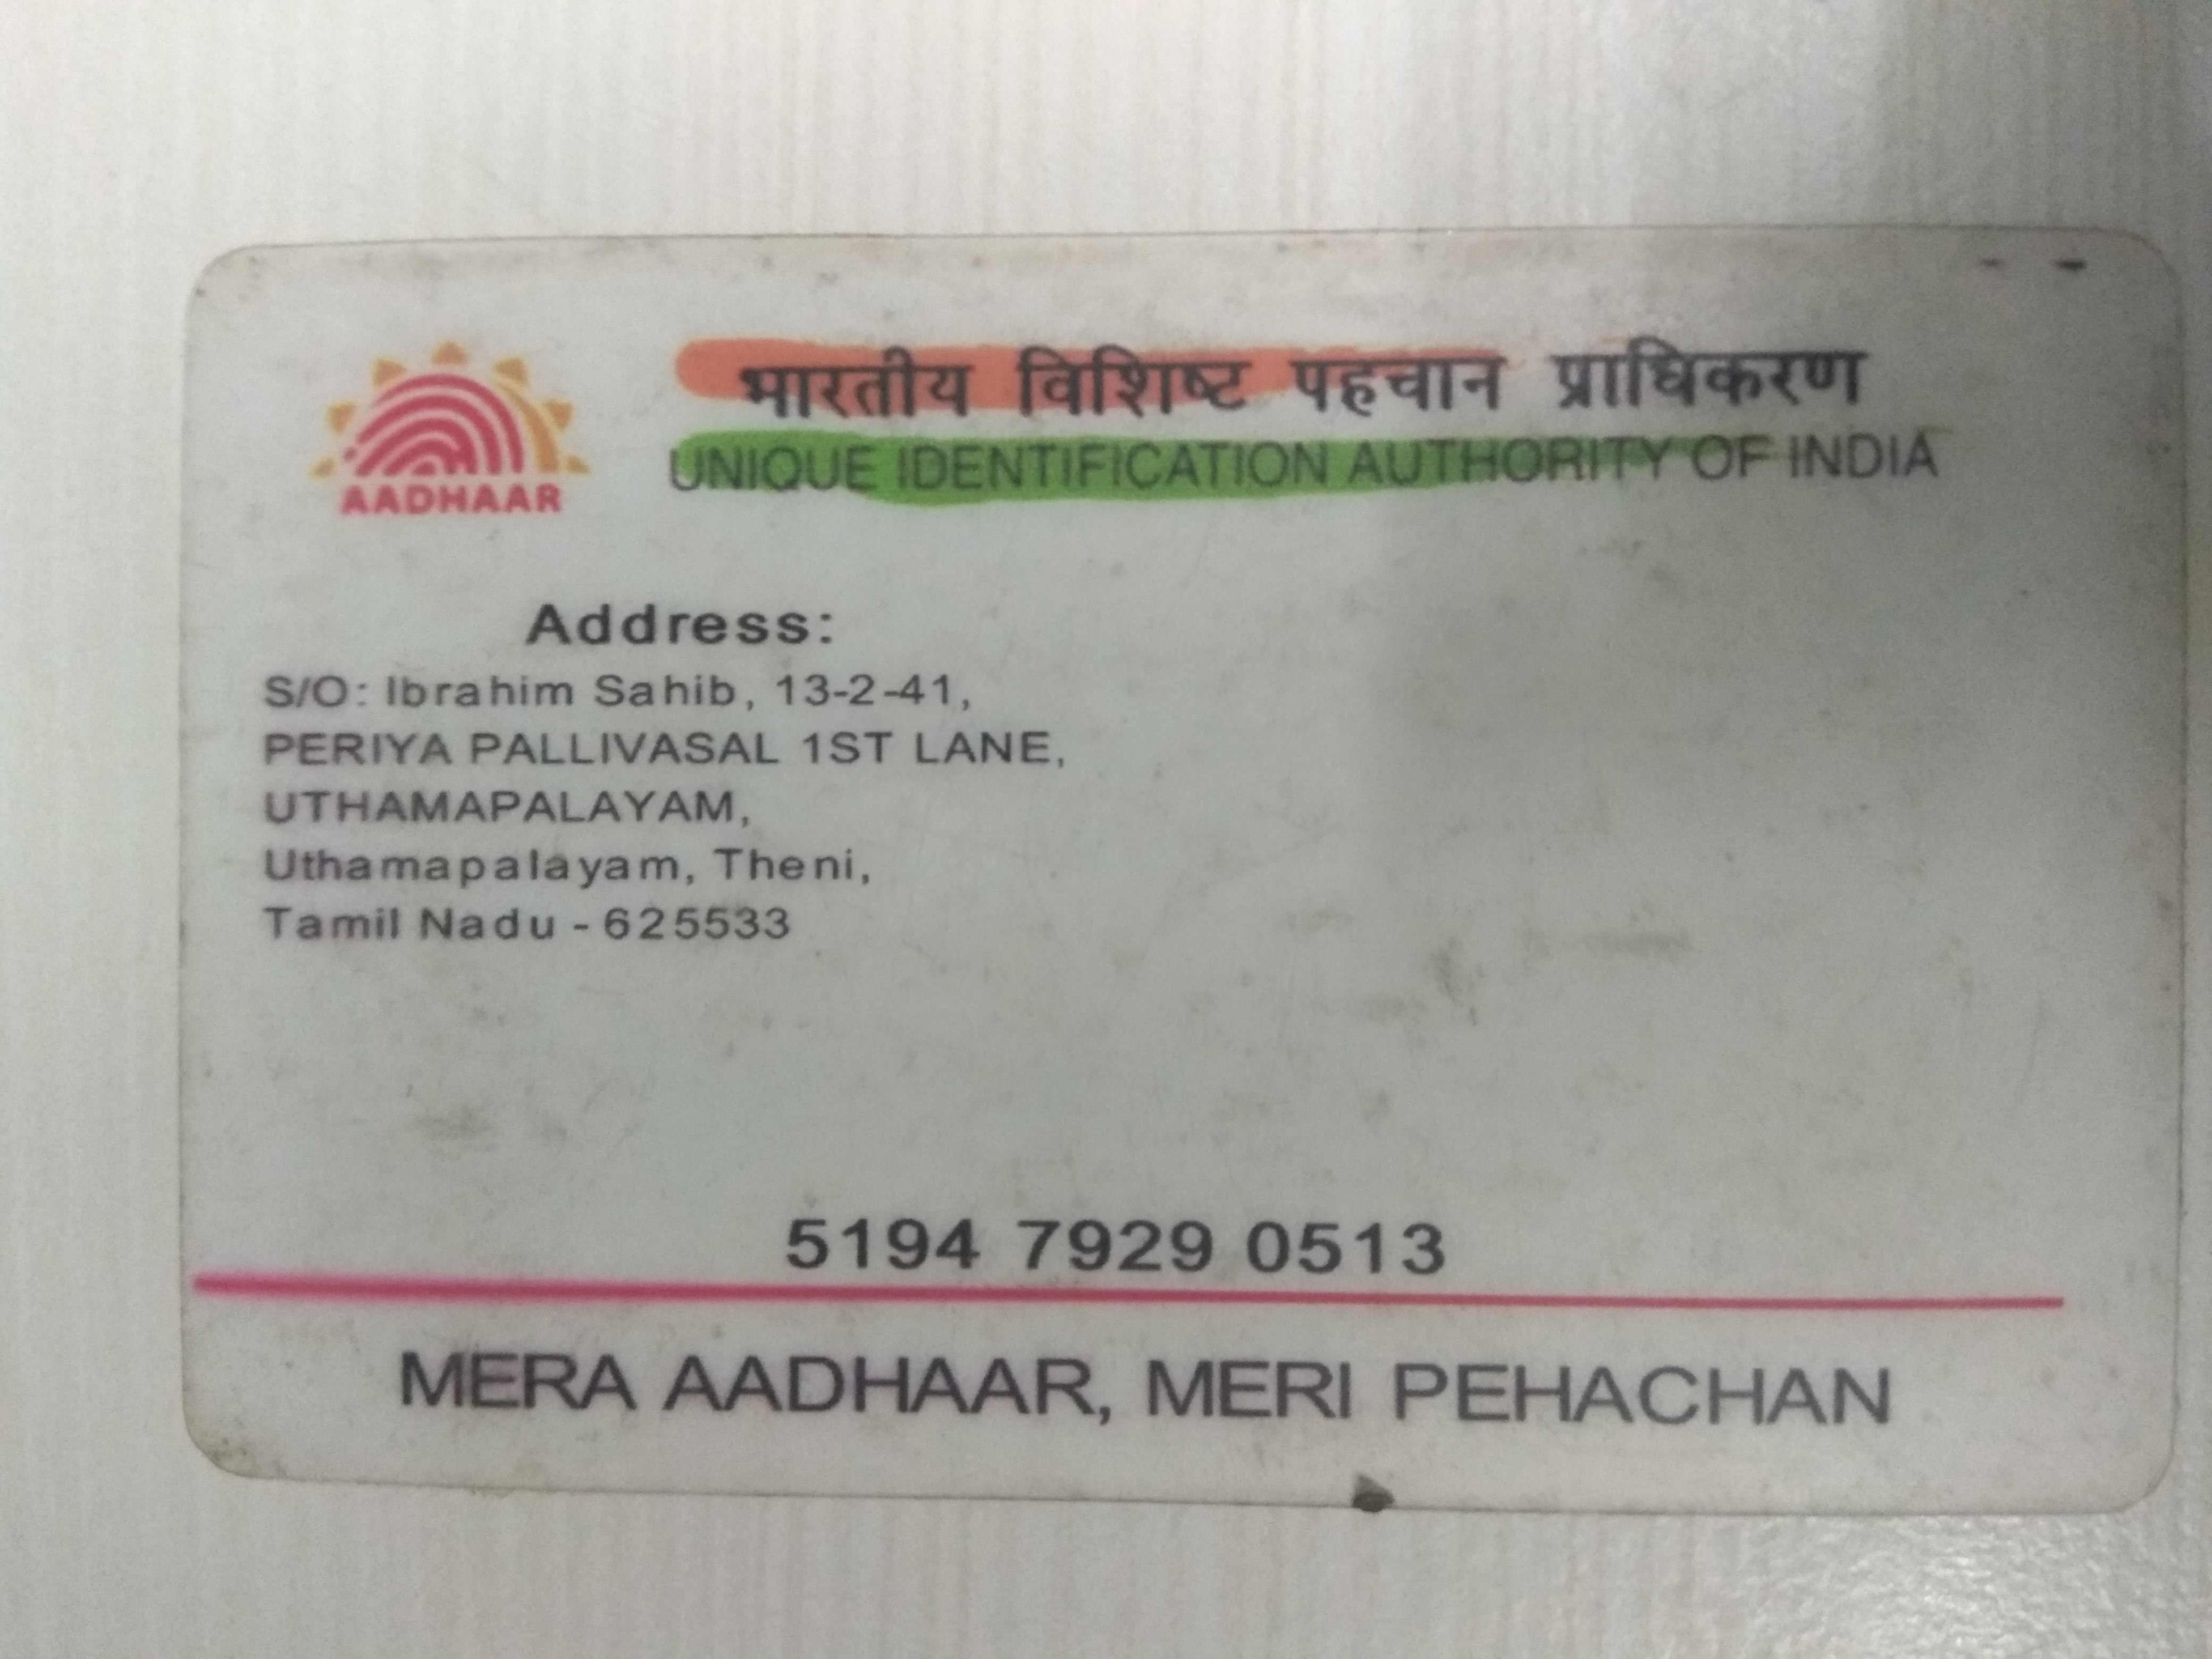 भारतीय विशिष्ट पहचान प्राधिकरण
UNIQUE IDENTIFICATION AUTHORITY OF INDIA
AADHAAR
Address:
S/O: Ibrahim Sahib, 13-2-41,
PERIYA PALLIVASAL 1ST LANE,
UTHAMAPALAYAM,
Uthamapalayam, Theni,
Tamil Nadu - 625533
5194 7929 0513
MERA AADHAAR, MERI PEHACHAN